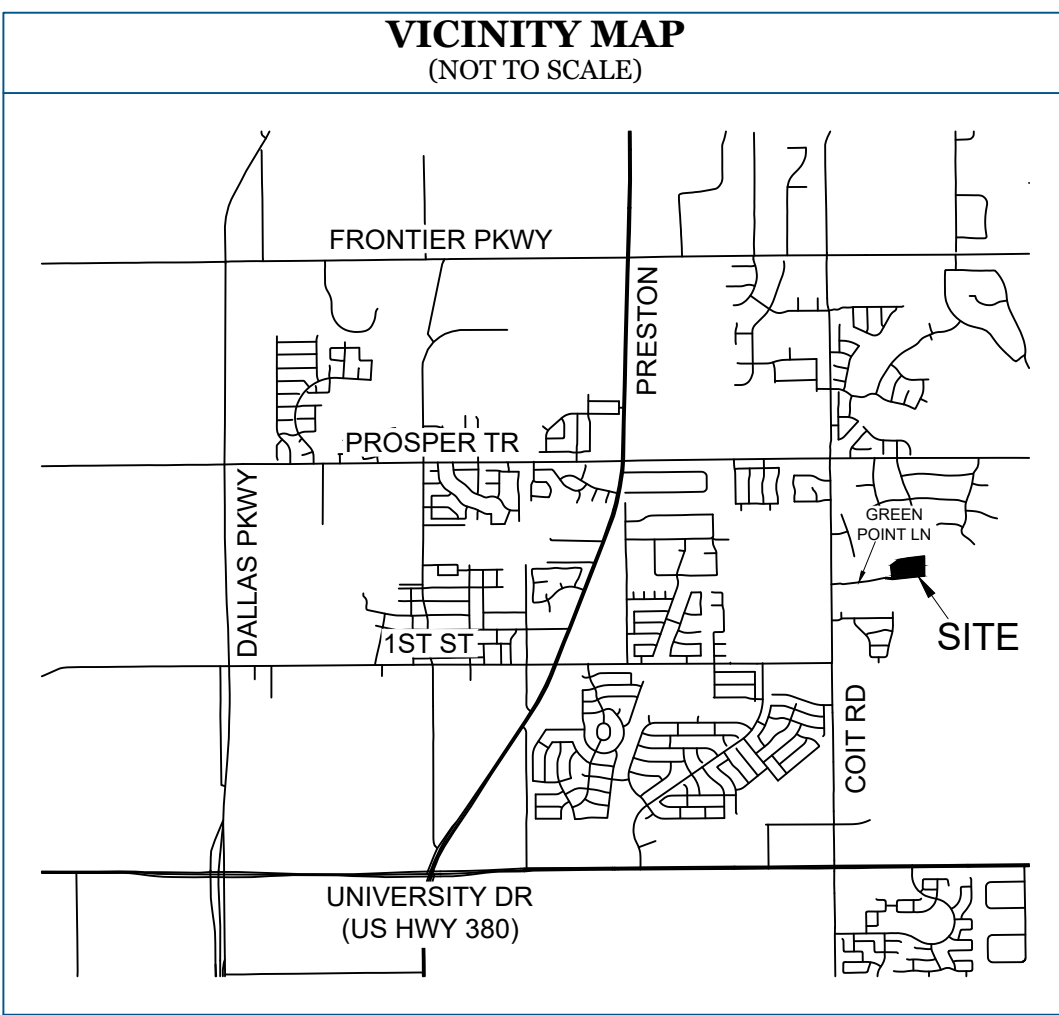 VICINITY MAP
(NOT TO SCALE)
FRONTIER PKWY
PRESTON
PROSPER TR
DALLAS PKWY
GREEN
POINT LN
SITE
1ST ST
COIT RD
UNIVERSITY DR
(US HWY 380)